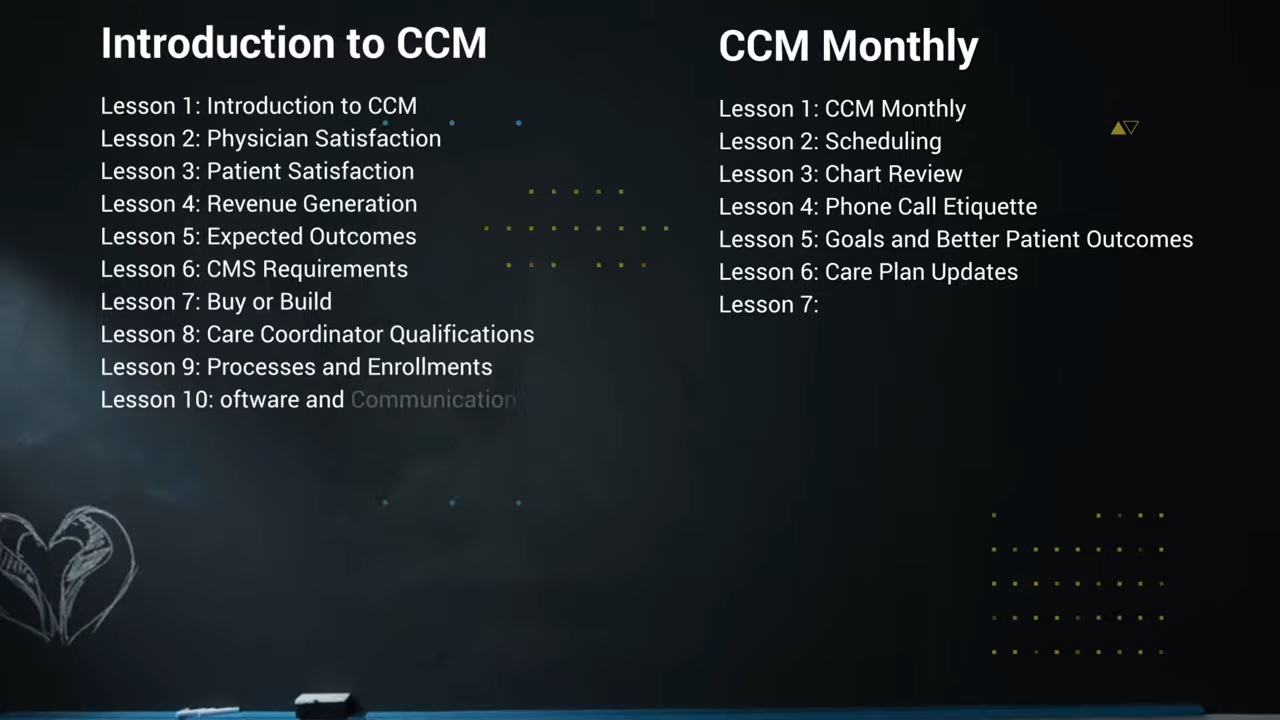 Introduction to CCM
Lesson 1: Introduction to CCM
Lesson 2: Physician Satisfaction
Lesson 3: Patient Satisfaction
Lesson 4: Revenue Generation
Lesson 5: Expected Outcomes
Lesson 6: CMS Requirements
Lesson 7: Buy or Build
Lesson 8: Care Coordinator Qualifications
Lesson 9: Processes and Enrollments
Lesson 10: oftware and Communication
CCM Monthly
Lesson 1: CCM Monthly
Lesson 2: Scheduling
Lesson 3: Chart Review
Lesson 4: Phone Call Etiquette
Lesson 5: Goals and Better Patient Outcomes
Lesson 6: Care Plan Updates
Lesson 7: